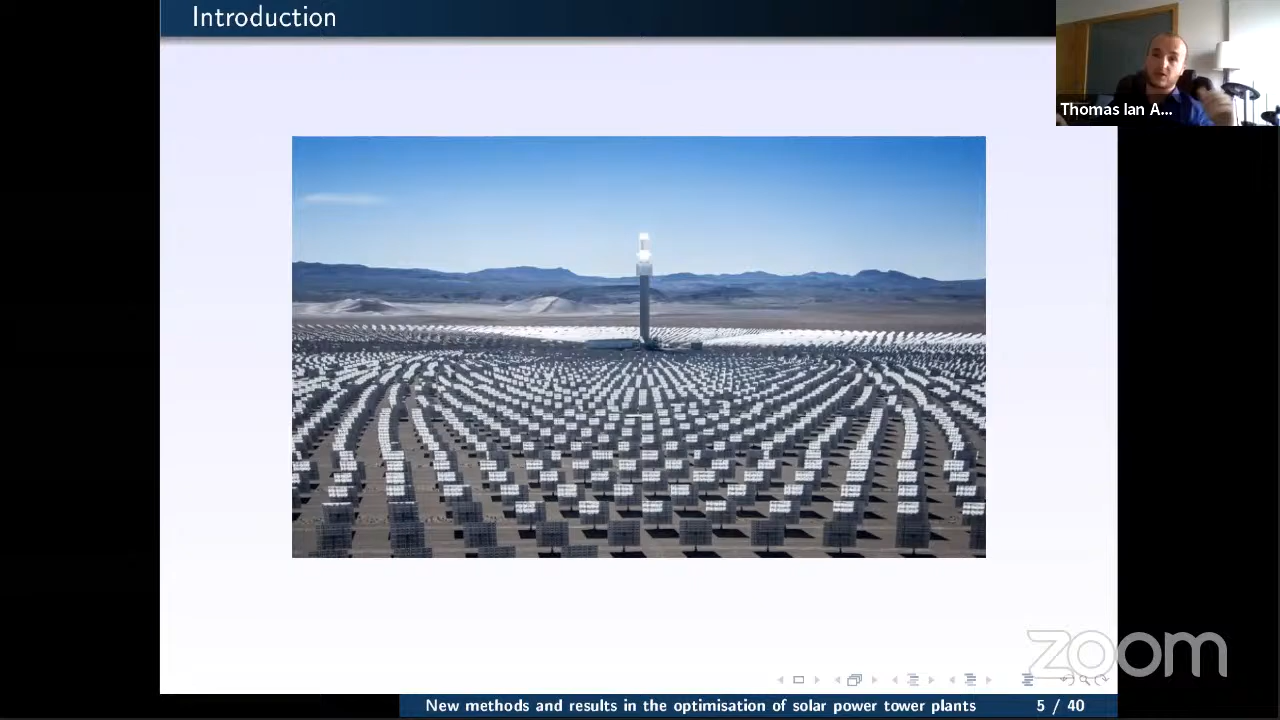 Introduction
Thomas Ian A...
zoom
New methods and results in the optimisation of solar power tower plants
5 / 40